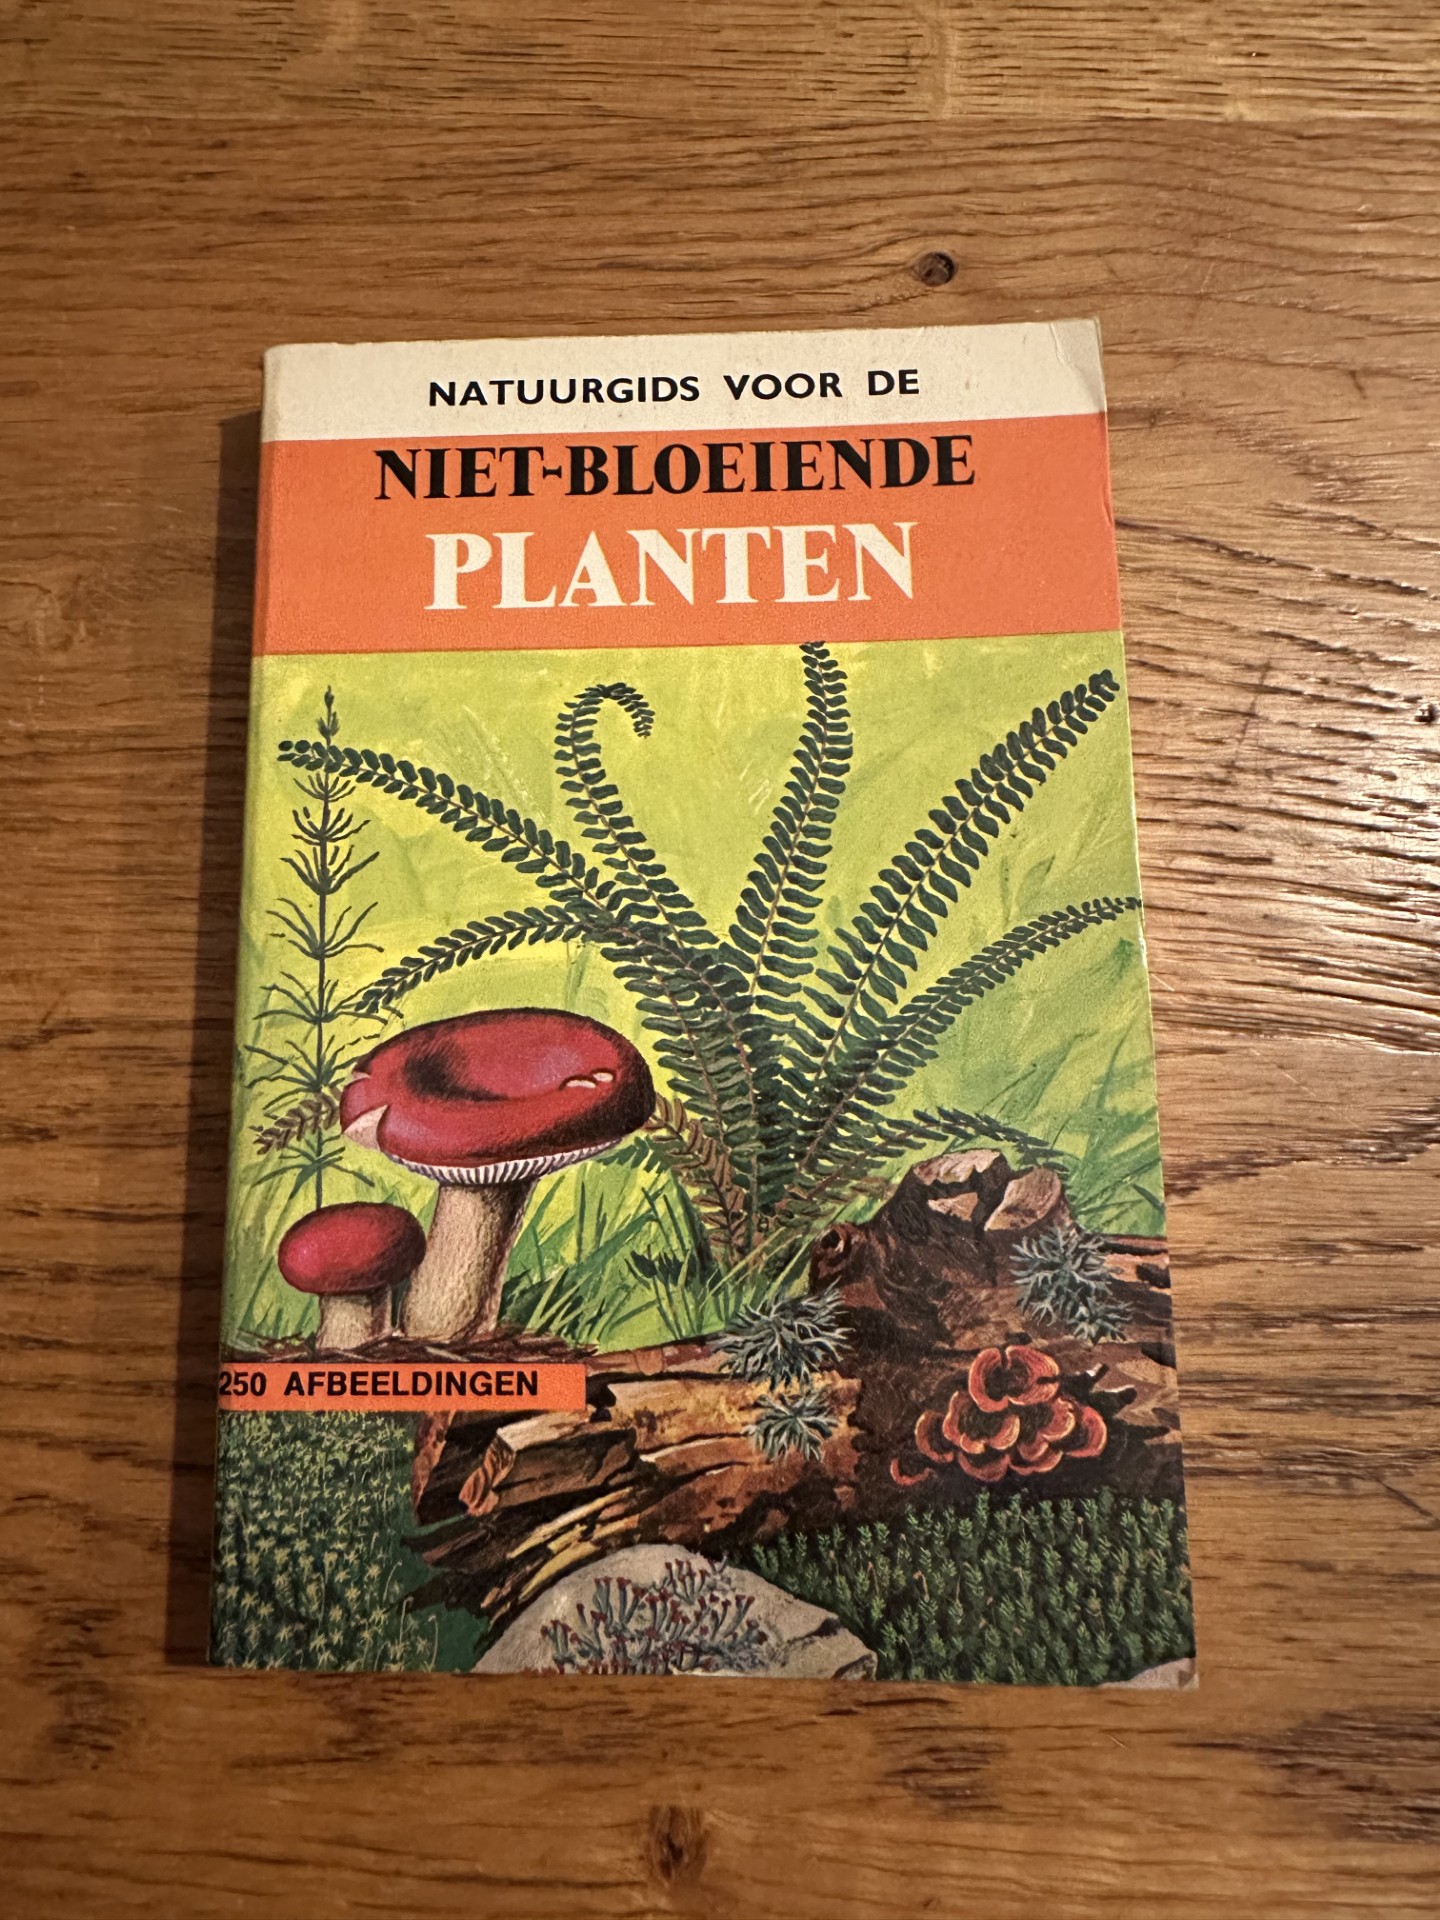 NATUURGIDS VOOR DE
NIET-BLOEIENDE
PLANTEN
250 AFBEELDINGEN